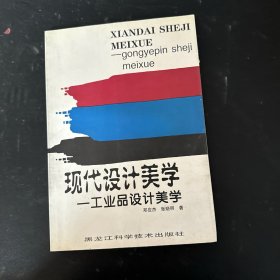 XIANDAI SHEJI
MEIXUE
—gongyepin sheji
meixue
现代设计美学
—工业品设计美学
著
黑龙江科学技术出版社